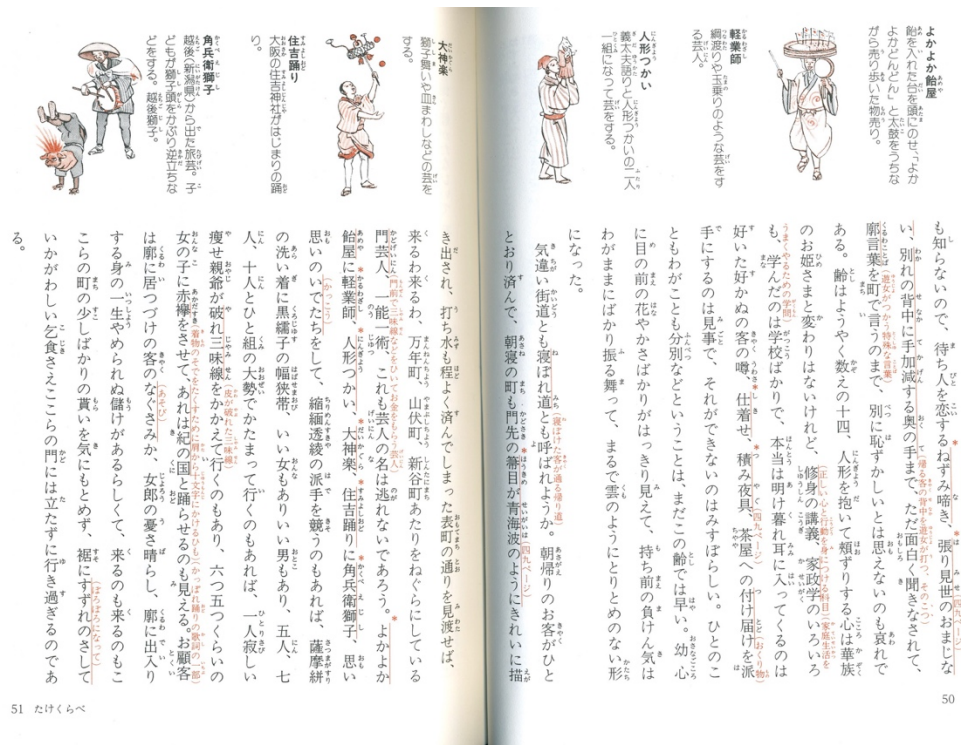 よかよか飴屋
飴を入れた台を頭にのせ、「よか
よかどんどん」と太鼓をうちな
がら売り歩いた物売り。
軽業師
綱渡りや玉乗りのような芸をす
る芸人。
人形つかい
義太夫語りと人形つかいの二人
一組になって芸をする。
も知らないので、待ち人を恋するねずみ啼き、張り見世のおまじな
い、別れの背中に手加減する奥の手まで、ただ面白く聞きなされて、
廓言葉を町で言うのまで、別に恥ずかしいとは思えないのも哀れで
ある。齢はようやく数えの十四、人形を抱いて頬ずりする心は華族
のお姫さまと変わりはないけれど、修身の講義、家政学のいろいろ
も、学んだのは学校ばかりで、本当は明け暮れ耳に入ってくるのは
好いた好かぬの客の噂、仕着せ、積み夜具、茶屋への付け届けを派
手にするのは見事で、それができないのはみすぼらしい。ひとのこ
ともわがことも分別などということは、まだこの齢では早い。幼心
に目の前の花やかさばかりがはっきり見えて、持ち前の負けん気は
わがままにばかり振る舞って、まるで雲のようにとりとめのない形
になった。
気違い街道とも寝ぼれ道とも呼ばれようか。朝帰りのお客がひと
とおり済んで、朝寝の町も門先の箒目が青海波のようにきれいに描
50
大神楽
獅子舞いや皿まわしなどの芸を
する。
住吉踊り
大阪の住吉神社がはじまりの踊
り。
角兵衛獅子
越後(新潟県)から出た旅芸。子
どもが獅子頭をかぶり逆立ちな
どをする。越後獅子。
き出され、打ち水も程よく済んでしまった表町の通りを見渡せば、
来るわ来るわ、万年町、山伏町、新谷町あたりをねぐらにしている
門芸人、一能一術、これも芸人の名は逃れないであろう。よかよか
飴屋に軽業師、人形つかい、大神楽、住吉踊りに角兵衛獅子、思い
思いのいでたちをして、縮緬透綾の派手を競うのもあれば、薩摩絣
の洗い着に黒繻子の幅狭帯、いい女もありいい男もあり、五人、七
人、十人とひと組の大勢でかたまって行くのもあれば、一人寂しい
痩せ親爺が破れ三味線をかかえて行くのもあり、六つ五つくらいの
女の子に赤襷をさせて、あれは紀の国と踊らせるのも見える。お顧客
は廓に居つづけの客のなぐさみか、女郎の憂さ晴らし、廓に出入り
する身の一生やめられぬ儲けがあるらしくて、来るのも来るのもこ
こらの町の少しばかりの貰いを気にもとめず、裾にすずれのさして
いかがわしい乞食さえここらの門には立たずに行き過ぎるのであ
る。
51 たけくらべ